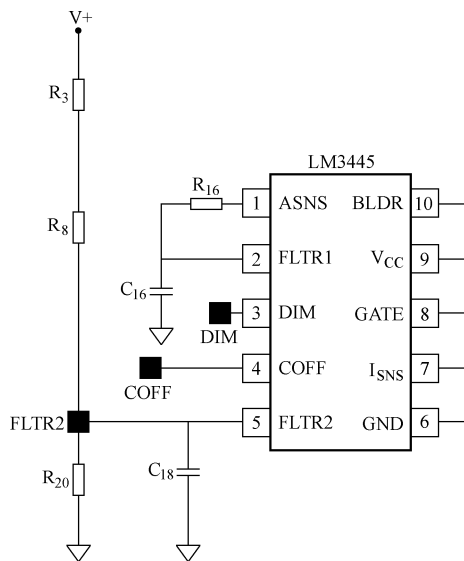 V+
R3
LM3445
R16
1 ASNS BLDR 10
R8
2 FLTR1 VCC 9
C16
3 DIM GATE 8
DIM
4 COFF ISNS 7
COFF
FLTR2
5 FLTR2 GND 6
R20
C18